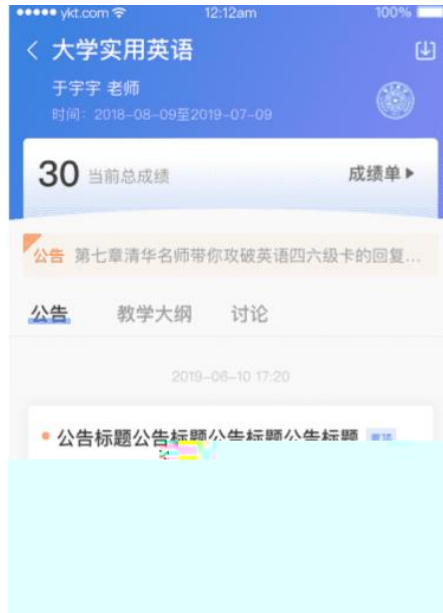 ykt.com 12:12am 100%
大学实用英语
于宇宇 老师
时间：2018-08-09至2019-07-09
30 当前总成绩 成绩单
公告 第七章清华名师带你攻破英语四六级卡的回复...
公告 教学大纲 讨论
2019-06-10 17:20
公告标题公告标题公告标题公告标题